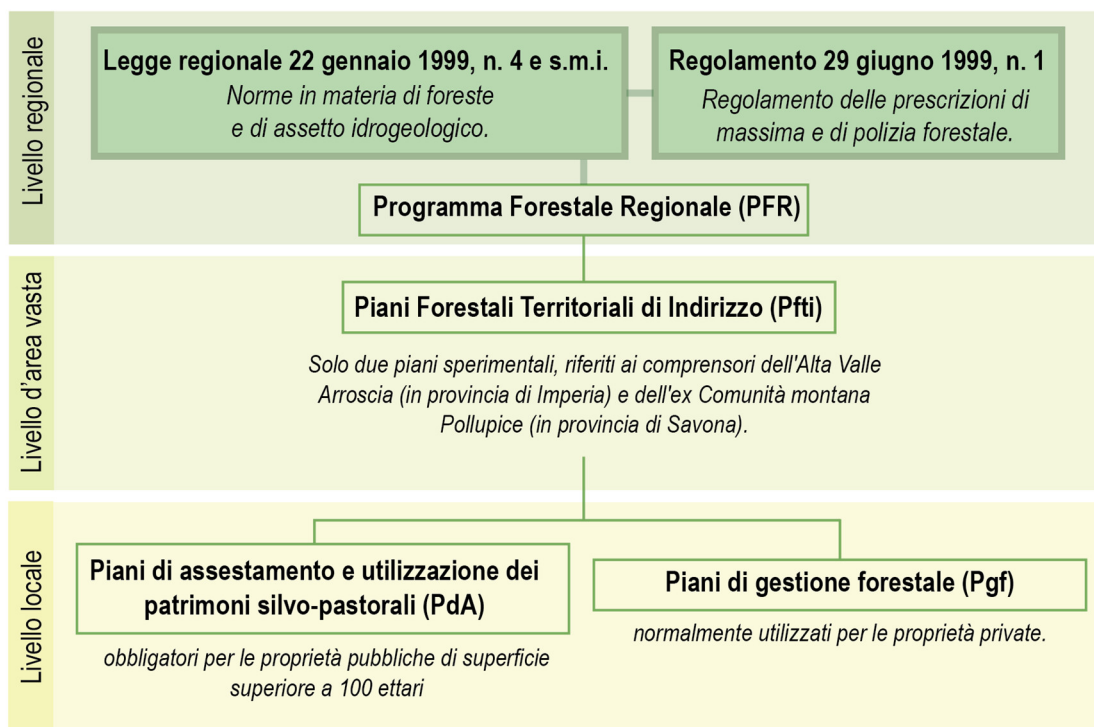 Livello regionale
Legge regionale 22 gennaio 1999, n. 4 e s.m.i.
Norme in materia di foreste
e di assetto idrogeologico.
Regolamento 29 giugno 1999, n. 1
Regolamento delle prescrizioni di
massima e di polizia forestale.
Programma Forestale Regionale (PFR)
Livello d'area vasta
Piani Forestali Territoriali di Indirizzo (Pfti)
Solo due piani sperimentali, riferiti ai comprensori dell'Alta Valle
Arroscia (in provincia di Imperia) e dell'ex Comunità montana
Pollupice (in provincia di Savona).
Livello locale
Piani di assestamento e utilizzazione dei
patrimoni silvo-pastorali (PdA)
obbligatori per le proprietà pubbliche di superficie
superiore a 100 ettari
Piani di gestione forestale (Pgf)
normalmente utilizzati per le proprietà private.